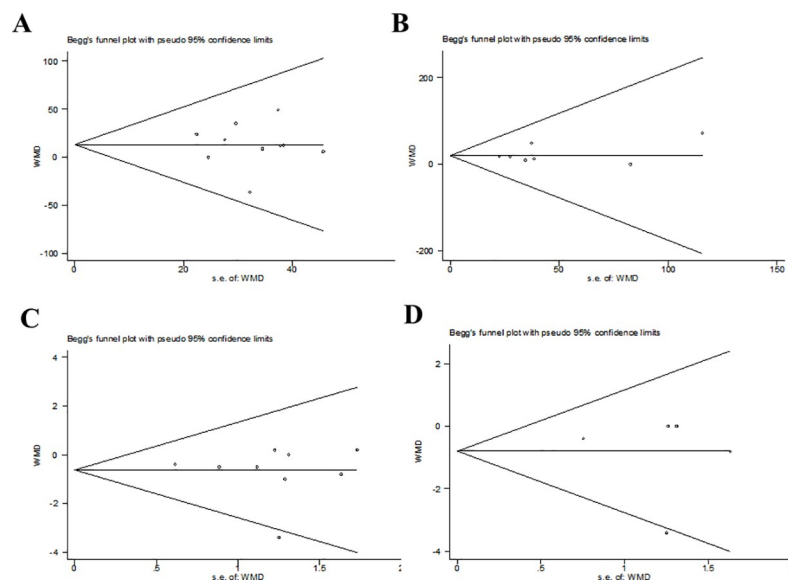 A
Begg's funnel plot with pseudo 95% confidence limits
100
50
0
-50
-100
WMD
0
20
40
s.e. of: WMD
B
Begg's funnel plot with pseudo 95% confidence limits
200
0
-200
WMD
0
50
100
150
s.e. of: WMD
C
Begg's funnel plot with pseudo 95% confidence limits
4
2
0
-2
-4
WMD
0
.5
1
1.5
2
s.e. of: WMD
D
Begg's funnel plot with pseudo 95% confidence limits
2
0
-2
-4
WMD
0
.5
1
1.5
s.e. of: WMD